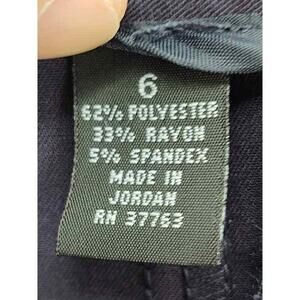 6
62% POLYESTER
33% RAYON
5% SPANDEX
MADE IN
JORDAN
RN 37763